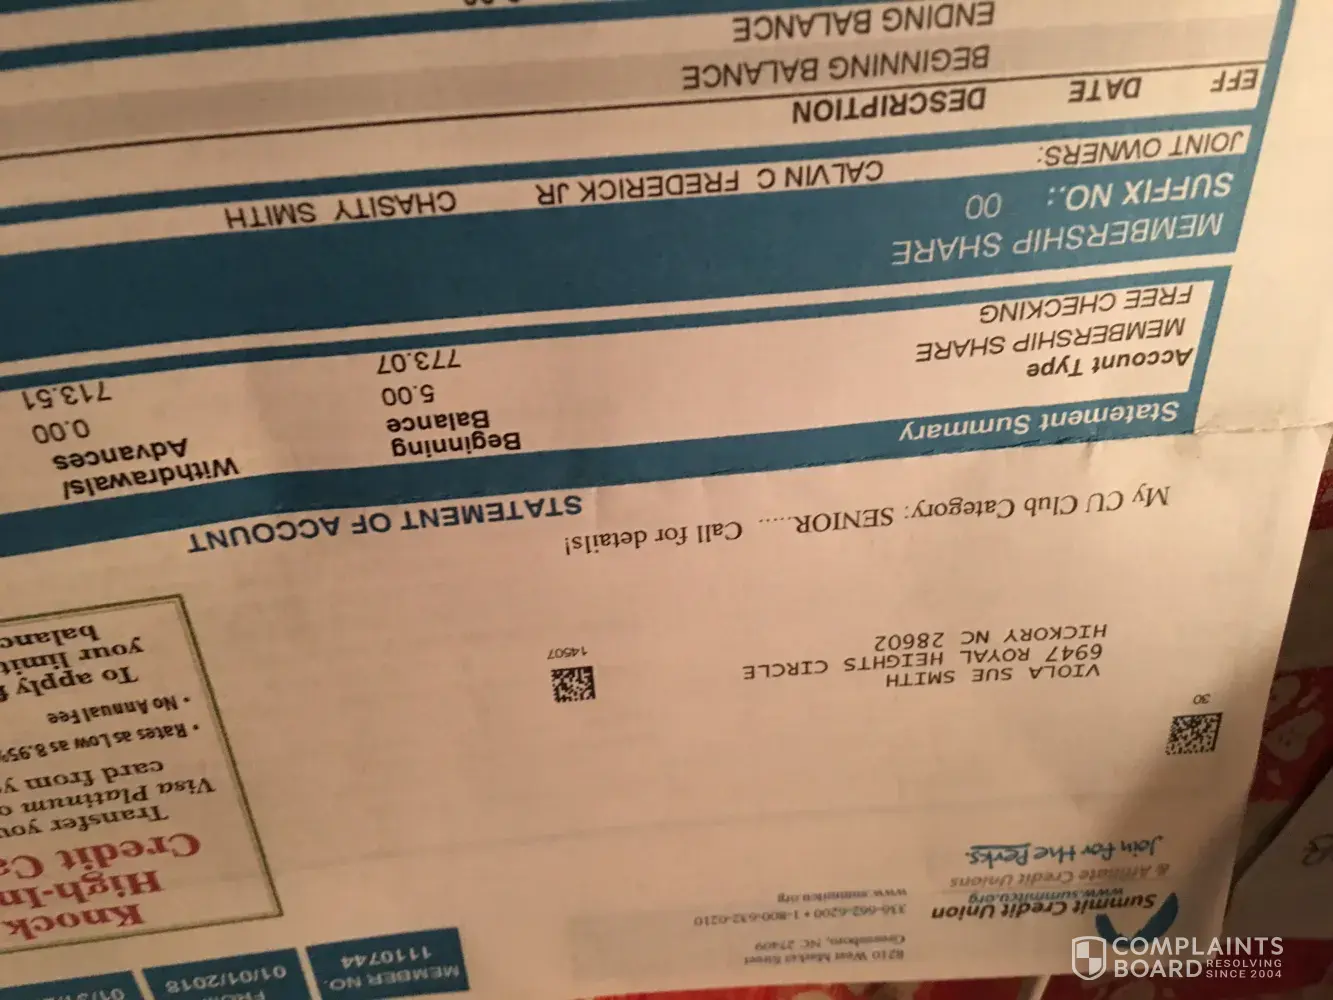 MEMBER NO.
1110744
01/01/2018
Summit Credit Union
www.summitcu.org
& Affiliate Credit Unions
Join For the Perks.
8210 West Market Street
Greensboro, NC 27409
336-662-6200 • 1-800-632-0210
www.summitcu.org
Knock
High-In
Credit Ca
Transfer you
Visa Platinum
card from y
• Rates as Low as 8.95%
• No Annual Fee
To apply f
your limit
balanc
30
14507
VIOLA SUE SMITH
6947 ROYAL HEIGHTS CIRCLE
HICKORY NC 28602
My CU Club Category: SENIOR..... Call for details!
STATEMENT OF ACCOUNT
Statement Summary
Account Type Beginning Balance Withdrawals/ Advances
MEMBERSHIP SHARE 5.00 0.00
FREE CHECKING 773.07 713.51
MEMBERSHIP SHARE
SUFFIX NO.: 00
JOINT OWNERS: CALVIN C FREDERICK JR CHASITY SMITH
EFF DATE DESCRIPTION
BEGINNING BALANCE
ENDING BALANCE
COMPLAINTS
BOARD RESOLVING SINCE 2004